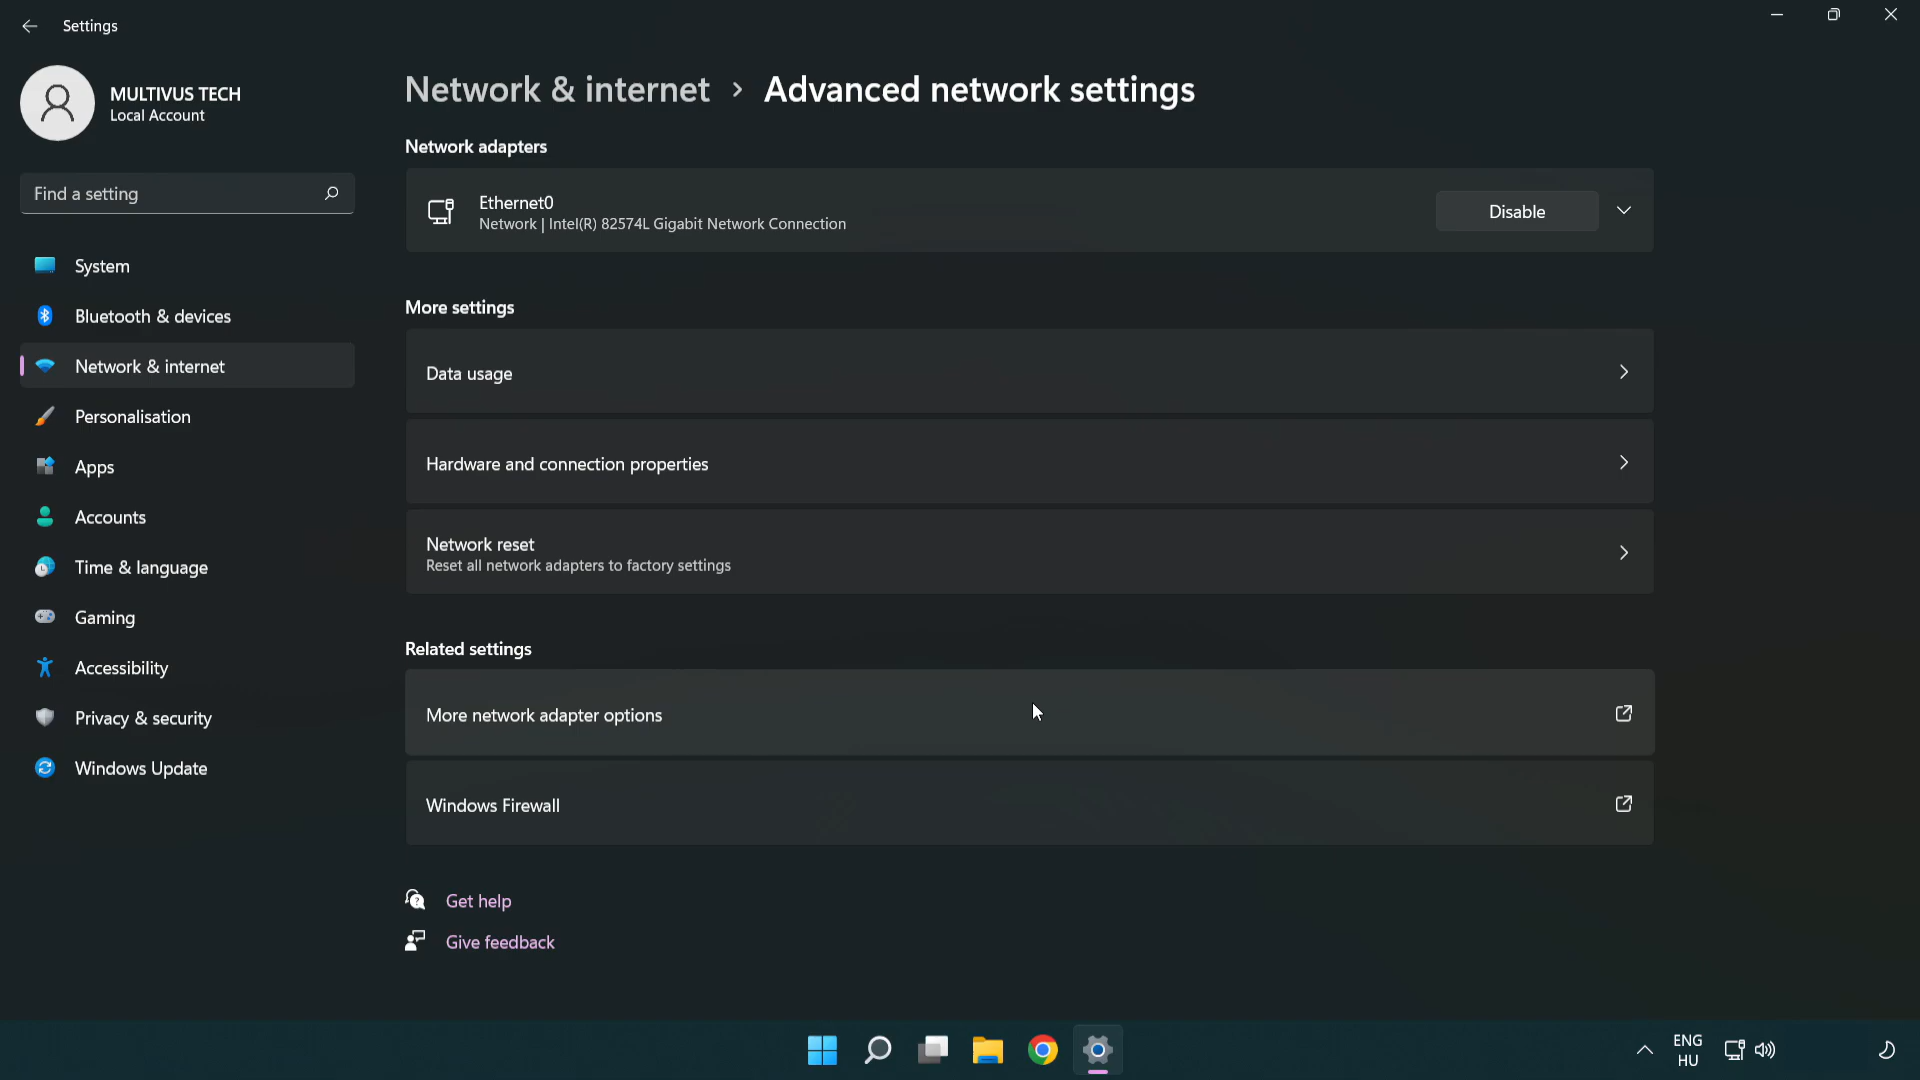 Settings
MULTIVUS TECH
Local Account
Find a setting
System
Bluetooth & devices
Network & internet
Personalisation
Apps
Accounts
Time & language
Gaming
Accessibility
Privacy & security
Windows Update
Network & internet > Advanced network settings
Network adapters
Ethernet0
Network | Intel(R) 82574L Gigabit Network Connection
Disable
More settings
Data usage
Hardware and connection properties
Network reset
Reset all network adapters to factory settings
Related settings
More network adapter options
Windows Firewall
Get help
Give feedback
ENG
HU